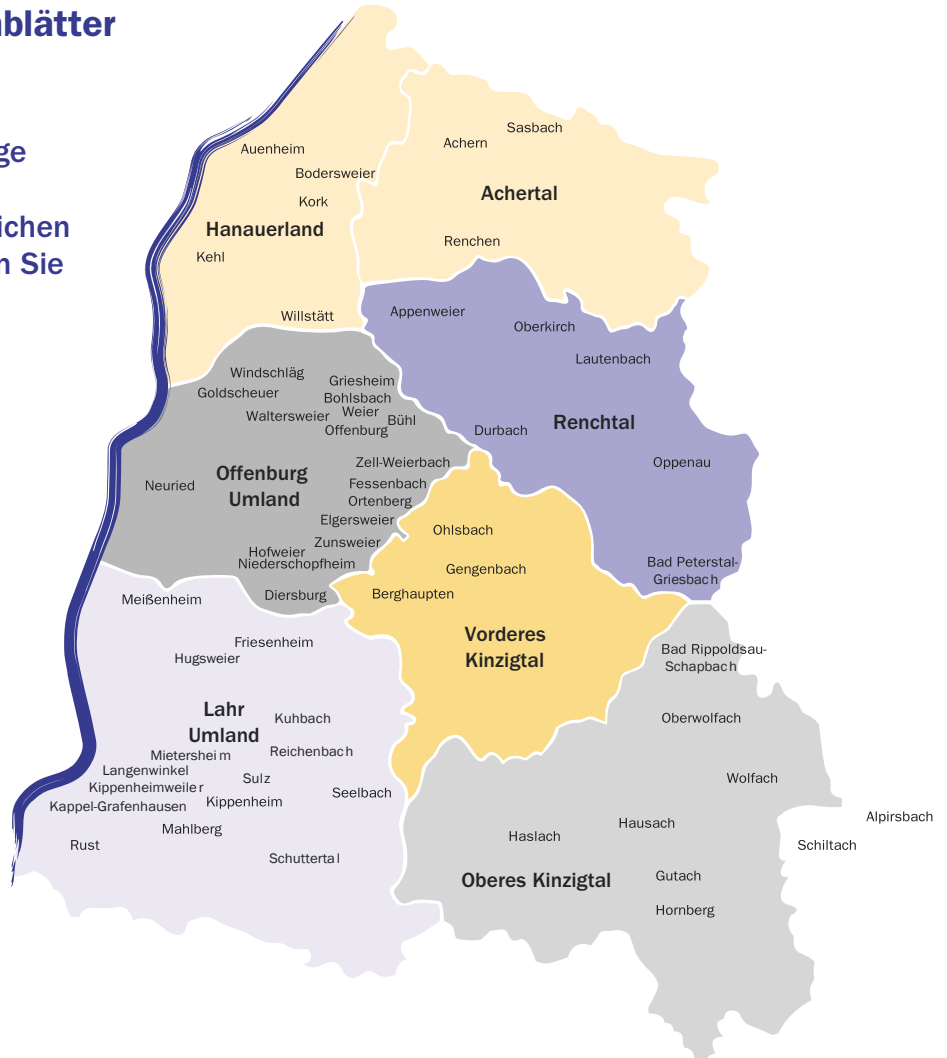 blätter
ge
ichen
n Sie
Sasbach
Achern
Auenheim
Bodersweier
Achertal
Kork
Hanauerland
Renchen
Kehl
Appenweier
Willstätt
Oberkirch
Lautenbach
Windschläg
Griesheim
Goldscheuer
Bohlsbach
Waltersweier
Weier
Bühl
Offenburg
Durbach
Renchtal
Zell-Weierbach
Oppenau
Offenburg
Umland
Neuried
Fessenbach
Ortenberg
Elgersweier
Ohlsbach
Zunsweier
Hofweier
Niederschopfheim
Gengenbach
Bad Peterstal-
Griesbach
Diersburg
Berghaupten
Meißenheim
Vorderes
Kinzigtal
Friesenheim
Hugsweier
Bad Rippoldsau-
Schapbach
Lahr
Umland
Kuhbach
Oberwolfach
Mietersheim
Reichenbach
Langenwinkel
Sulz
Wolfach
Kippenheimweiler
Seelbach
Kappel-Grafenhausen
Kippenheim
Alpirsbach
Mahlberg
Hausach
Haslach
Rust
Schiltach
Schuttertal
Oberes Kinzigtal
Gutach
Hornberg